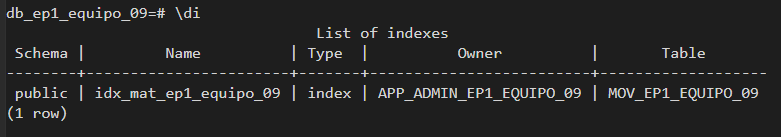 db_ep1_equipo_09=# \di
List of indexes
Schema | Name | Type | Owner | Table
--------+-------------------------+-------+--------------------------+--------------------
public | idx_mat_ep1_equipo_09 | index | APP_ADMIN_EP1_EQUIPO_09 | MOV_EP1_EQUIPO_09
(1 row)